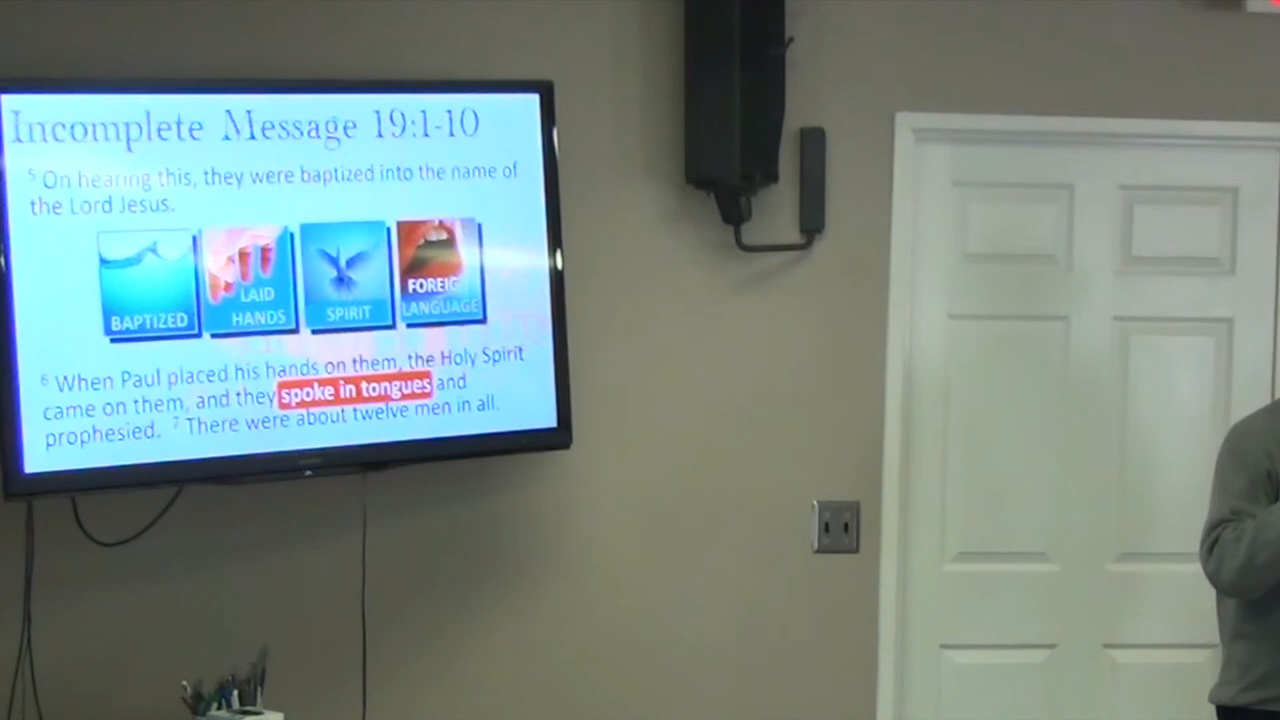 Incomplete Message 19:1-10
5 On hearing this, they were baptized into the name of
the Lord Jesus.
BAPTIZED
LAID
HANDS
SPIRIT
FOREIG
LANGUAGE
6 When Paul placed his hands on them, the Holy Spirit
came on them, and they spoke in tongues and
prophesied. 7 There were about twelve men in all.